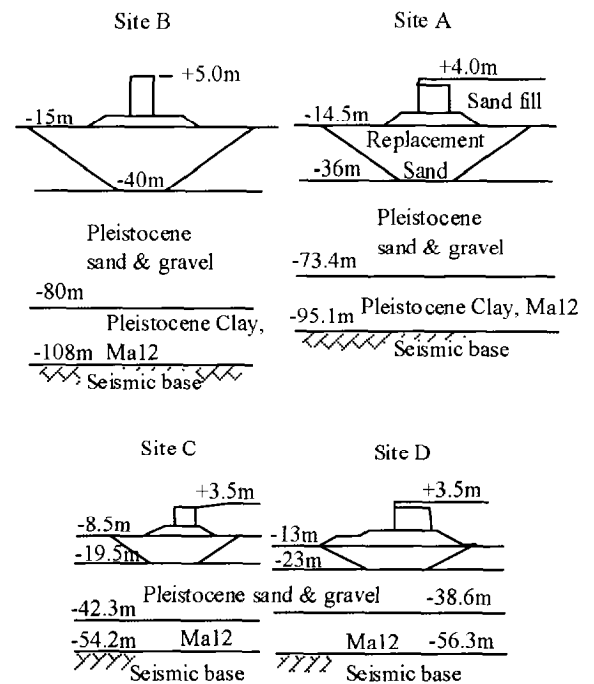 Site B
+5.0m
-15m
-40m
Pleistocene
sand & gravel
-80m
Pleistocene Clay,
-108m Ma12
Seismic base
Site A
+4.0m
Sand fill
-14.5m
Replacement
-36m Sand
Pleistocene
sand & gravel
-73.4m
Pleistocene Clay, Ma12
-95.1m
Seismic base
Site C
+3.5m
-8.5m
-19.5m
Site D
+3.5m
-13m
-23m
Pleistocene sand & gravel
-42.3m
-38.6m
-54.2m Ma12
Ma12 -56.3m
Seismic base
Seismic base